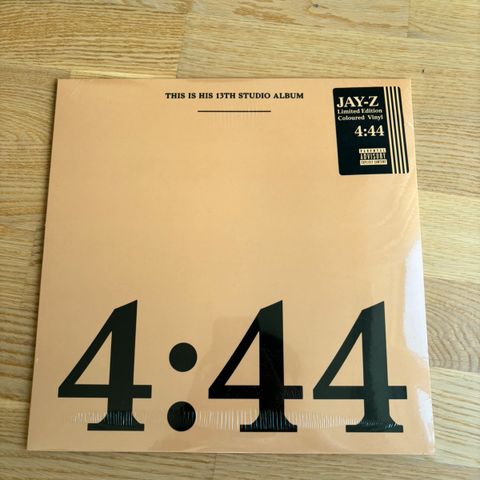 THIS IS HIS 13TH STUDIO ALBUM
JAY-Z
Limited Edition
Coloured Vinyl
4:44
PARENTAL
ADVISORY
EXPLICIT CONTENT
4:44